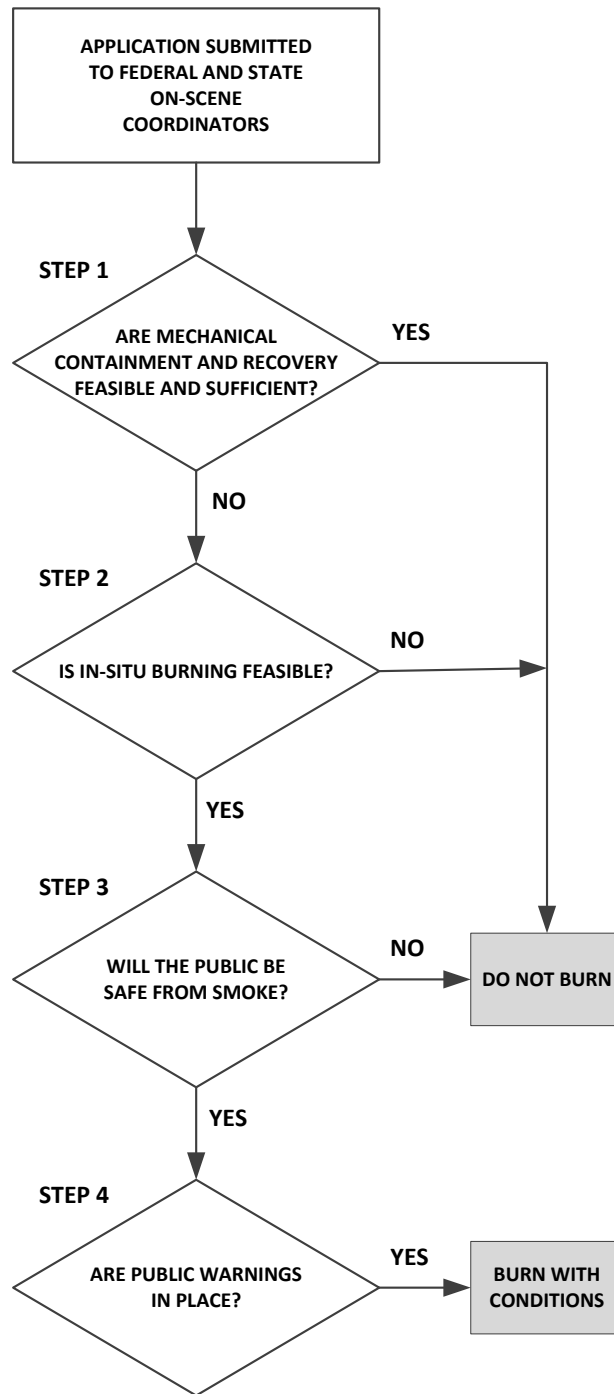 APPLICATION SUBMITTED
TO FEDERAL AND STATE
ON-SCENE
COORDINATORS
STEP 1
ARE MECHANICAL
CONTAINMENT AND RECOVERY
FEASIBLE AND SUFFICIENT?
YES
NO
STEP 2
IS IN-SITU BURNING FEASIBLE?
NO
YES
STEP 3
WILL THE PUBLIC BE
SAFE FROM SMOKE?
NO
DO NOT BURN
YES
STEP 4
ARE PUBLIC WARNINGS
IN PLACE?
YES
BURN WITH
CONDITIONS